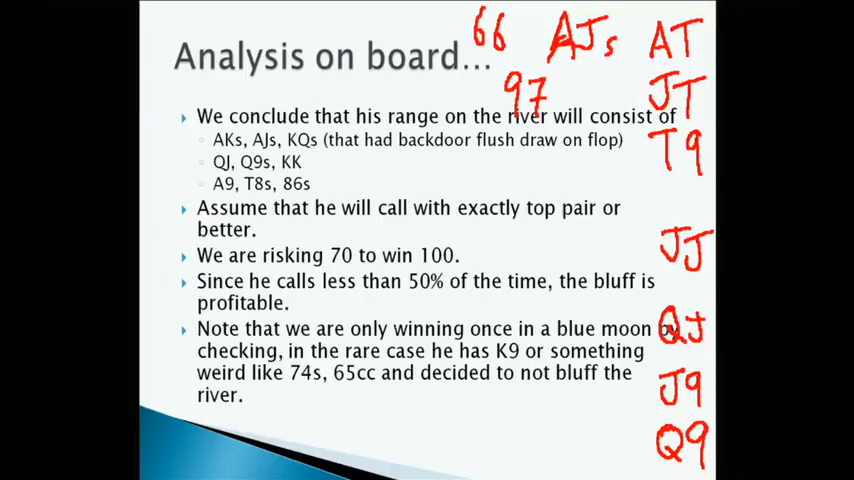 66 AJs AT
Analysis on board...
97 JT
We conclude that his range on the river will consist of
AKs, AJs, KQs (that had backdoor flush draw on flop)
T9
QJ, Q9s, KK
A9, T8s, 86s
Assume that he will call with exactly top pair or
better.
JJ
We are risking 70 to win 100.
Since he calls less than 50% of the time, the bluff is
profitable.
Note that we are only winning once in a blue moon by
QJ
checking, in the rare case he has K9 or something
weird like 74s, 65cc and decided to not bluff the
J9
river.
Q9